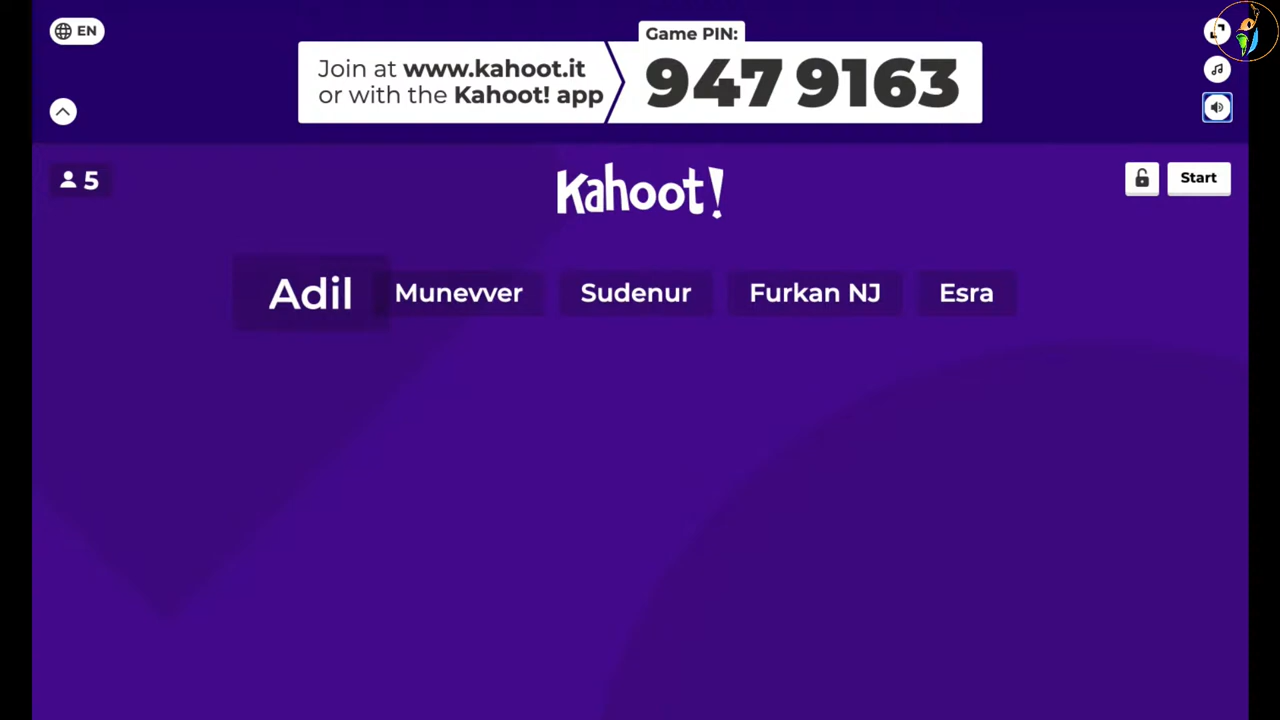 EN
Game PIN:
Join at www.kahoot.it
or with the Kahoot! app
947 9163
5
Kahoot!
Start
Adil Munevver Sudenur Furkan NJ Esra